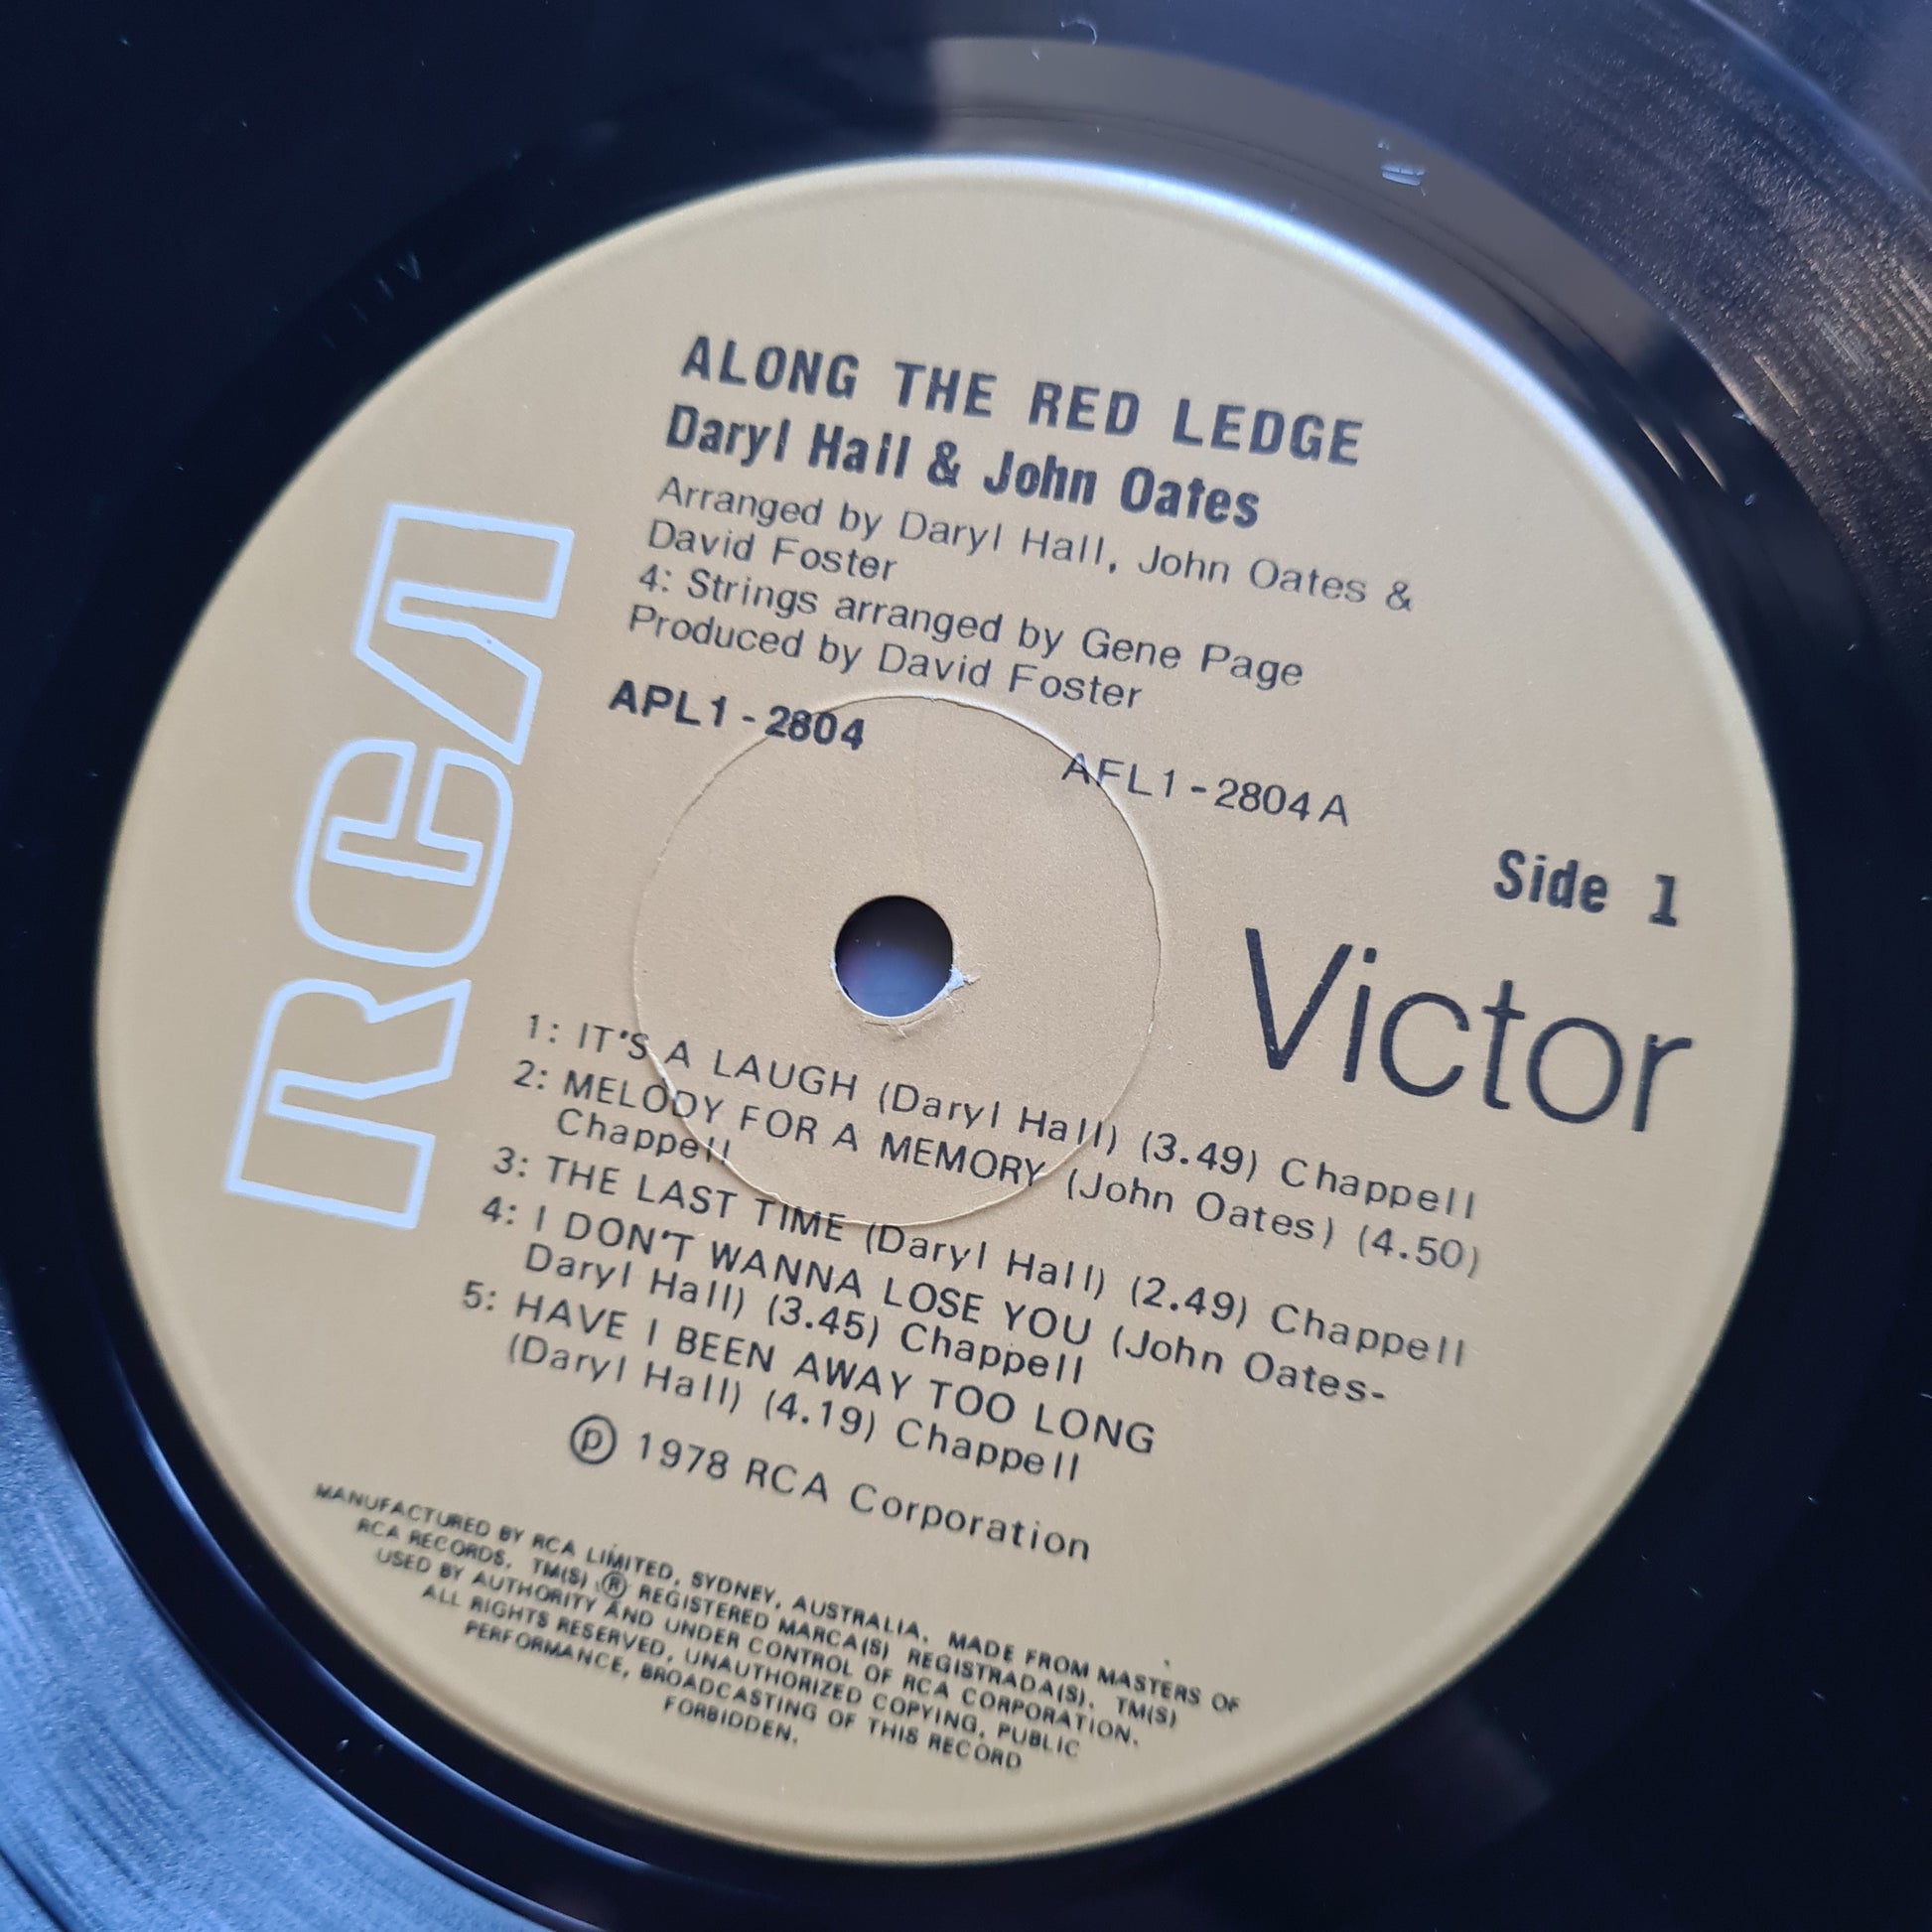 ALONG THE RED LEDGE
Daryl Hall & John Oates
Arranged by Daryl Hall, John Oates &
David Foster
4: Strings arranged by Gene Page
Produced by David Foster
APL1-2804
AFL1-2804 A
Side 1
RCA
Victor
1: IT'S A LAUGH (Daryl Hall) (3.49) Chappell
2: MELODY FOR A MEMORY (John Oates) (4.50)
Chappell
3: THE LAST TIME (Daryl Hall) (2.49) Chappell
4: I DON'T WANNA LOSE YOU (John Oates-
Daryl Hall) (3.45) Chappell
5: HAVE I BEEN AWAY TOO LONG
(Daryl Hall) (4.19) Chappell
℗ 1978 RCA Corporation
MANUFACTURED BY RCA LIMITED, SYDNEY, AUSTRALIA. MADE FROM MASTERS OF
RCA RECORDS. TM(S) ® REGISTERED MARCA(S) REGISTRADA(S). TM(S)
USED BY AUTHORITY AND UNDER CONTROL OF RCA CORPORATION.
ALL RIGHTS RESERVED, UNAUTHORIZED COPYING, PUBLIC
PERFORMANCE, BROADCASTING OF THIS RECORD
FORBIDDEN.